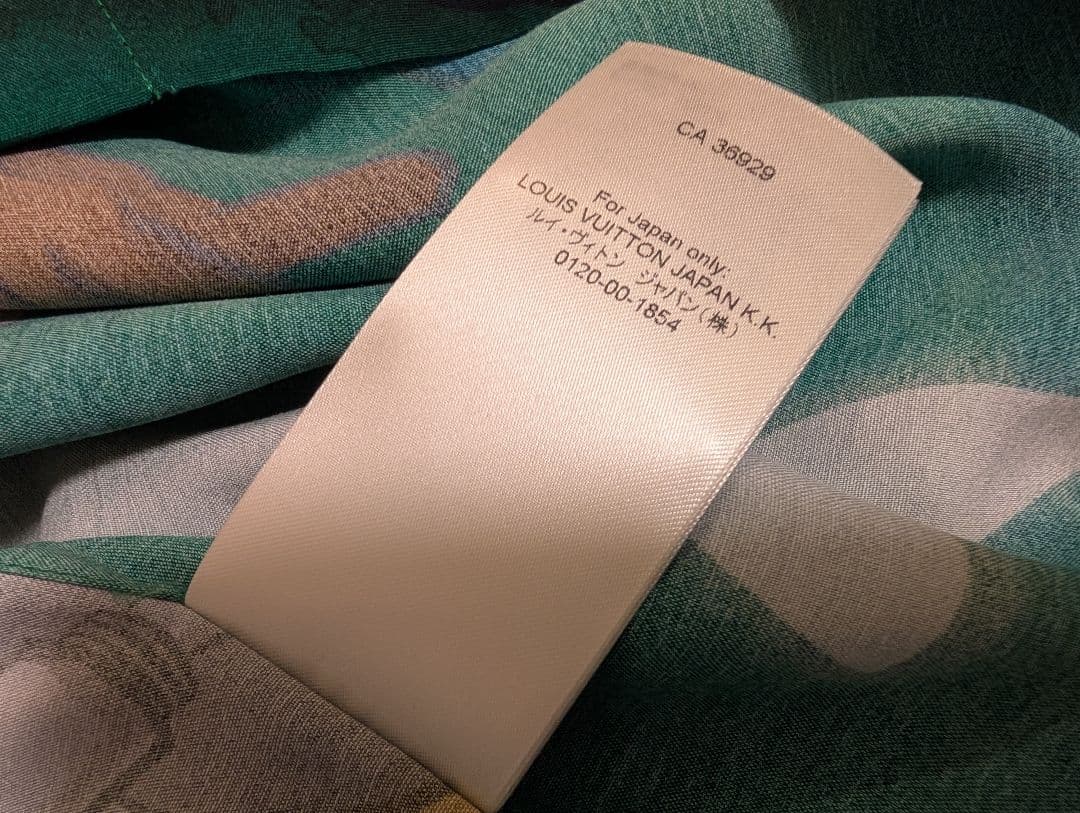 CA 36929
For Japan only:
LOUIS VUITTON JAPAN K.K.
ルイ・ヴィトン ジャパン(株)
0120-00-1854